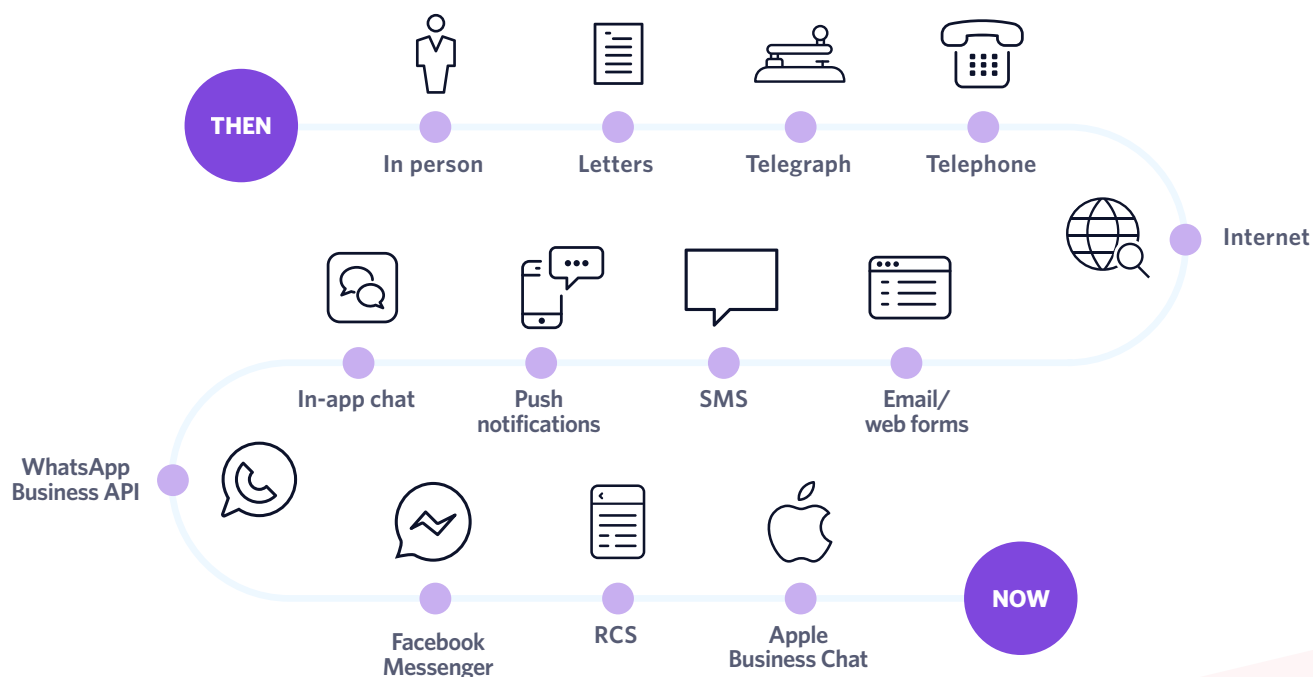 THEN
In person
Letters
Telegraph
Telephone
Internet
Email/
web forms
SMS
Push
notifications
In-app chat
WhatsApp
Business API
Facebook
Messenger
RCS
Apple
Business Chat
NOW